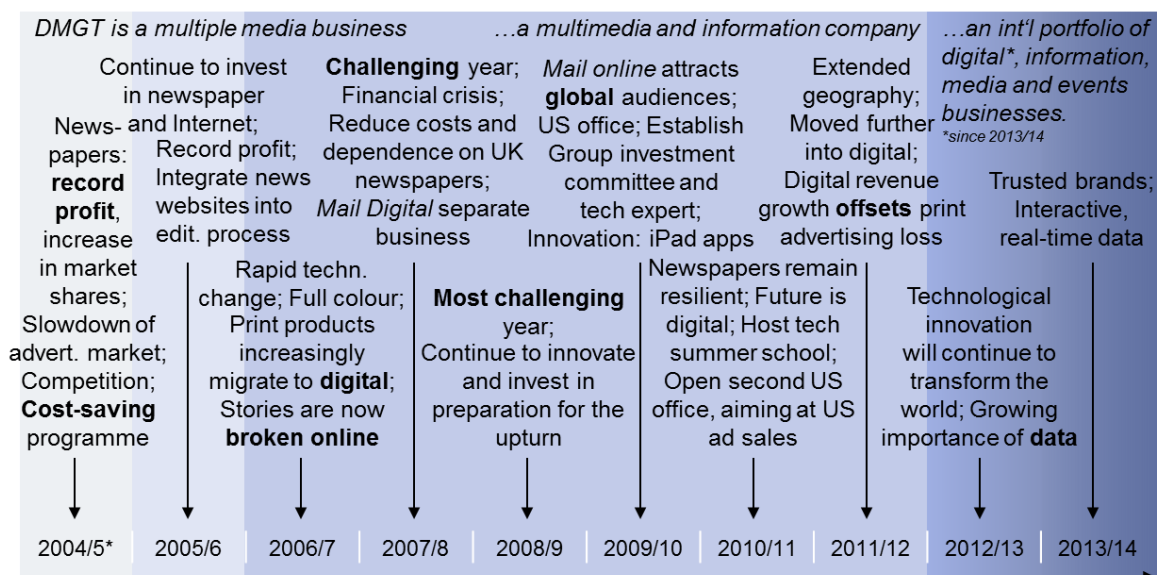 DMGT is a multiple media business
…a multimedia and information company
…an int'l portfolio of
digital*, information,
media and events
businesses.
*since 2013/14
News-
papers:
record
profit,
increase
in market
shares;
Slowdown of
advert. market;
Competition;
Cost-saving
programme
Continue to invest
in newspaper
and Internet;
Record profit;
Integrate news
websites into
edit. process
Rapid techn.
change; Full colour;
Print products
increasingly
migrate to digital;
Stories are now
broken online
Challenging year;
Financial crisis;
Reduce costs and
dependence on UK
newspapers;
Mail Digital separate
business
Most challenging
year;
Continue to innovate
and invest in
preparation for the
upturn
Mail online attracts
global audiences;
US office; Establish
Group investment
committee and
tech expert;
Innovation: iPad apps
Newspapers remain
resilient; Future is
digital; Host tech
summer school;
Open second US
office, aiming at US
ad sales
Extended
geography;
Moved further
into digital;
Digital revenue
growth offsets print
advertising loss
Technological
innovation
will continue to
transform the
world; Growing
importance of data
Trusted brands;
Interactive,
real-time data
2004/5*
2005/6
2006/7
2007/8
2008/9
2009/10
2010/11
2011/12
2012/13
2013/14